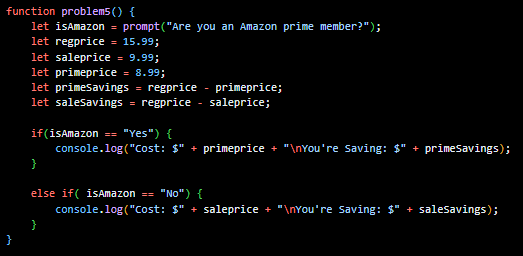 function problem5() {
    let isAmazon = prompt("Are you an Amazon prime member?");
    let regprice = 15.99;
    let saleprice = 9.99;
    let primeprice = 8.99;
    let primeSavings = regprice - primeprice;
    let saleSavings = regprice - saleprice;

    if(isAmazon == "Yes") {
        console.log("Cost: $" + primeprice + "\nYou're Saving: $" + primeSavings);
    }

    else if( isAmazon == "No") {
        console.log("Cost: $" + saleprice + "\nYou're Saving: $" + saleSavings);
    }
}